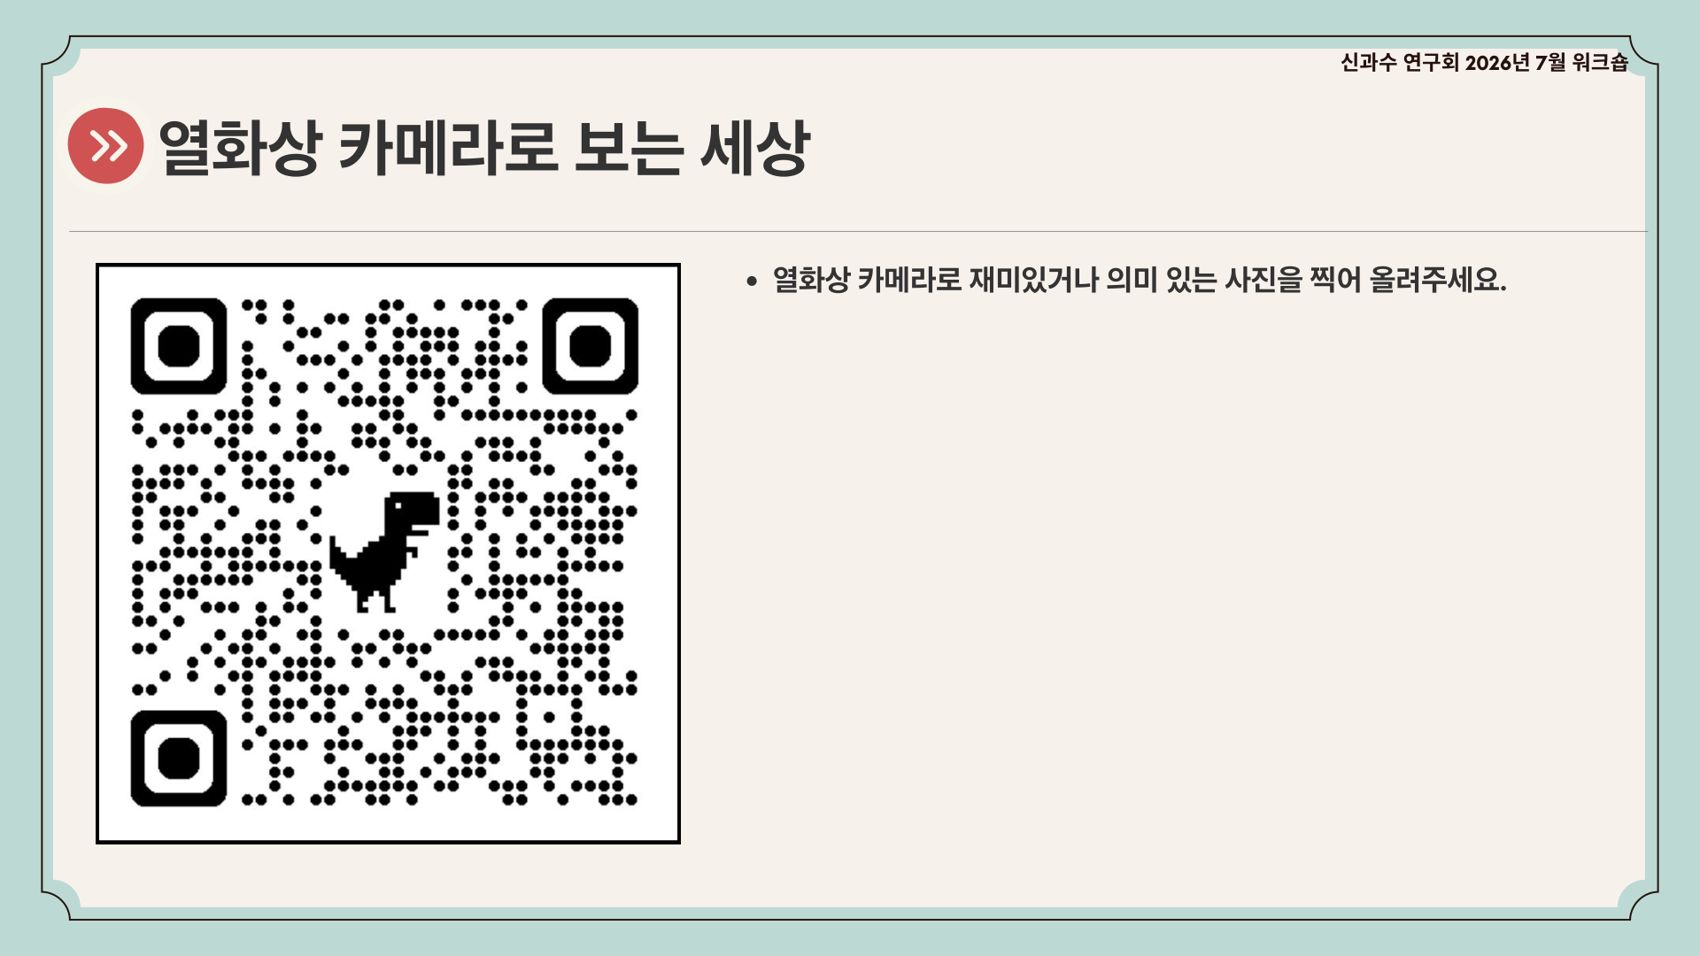 신과수 연구회 2026년 7월 워크숍
열화상 카메라로 보는 세상
• 열화상 카메라로 재미있거나 의미 있는 사진을 찍어 올려주세요.